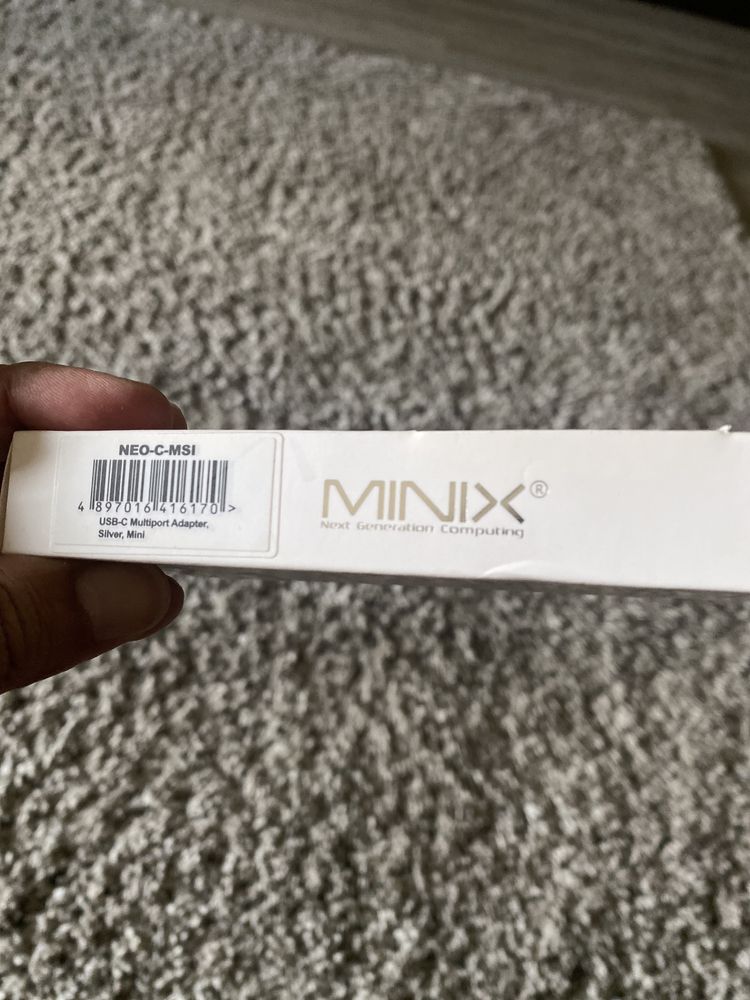 NEO-C-MSI
4 897016 416170 >
USB-C Multiport Adapter,
Silver, Mini
MINIX®
Next Generation Computing